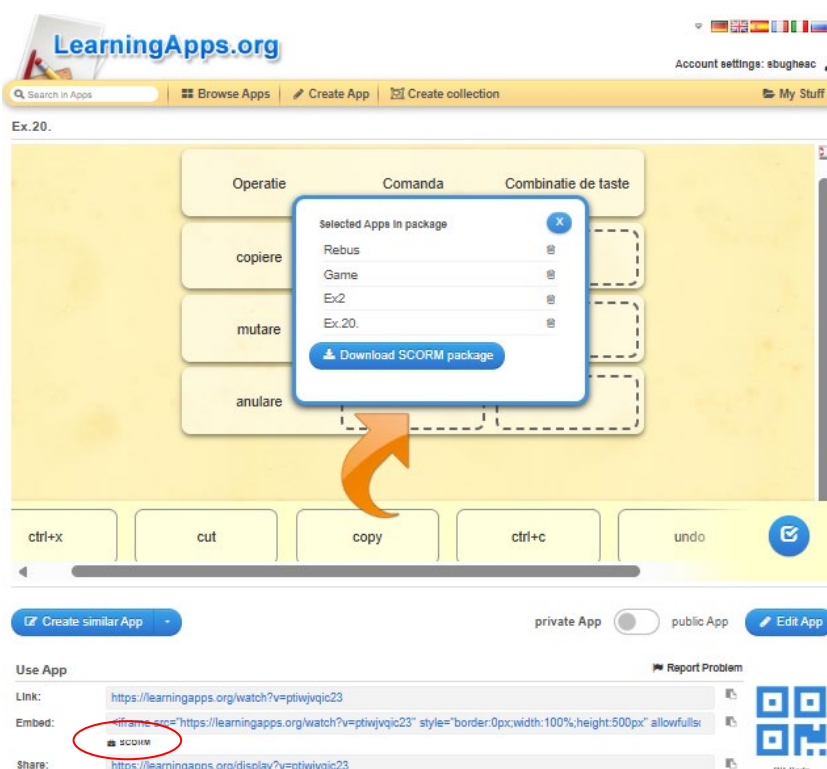 LearningApps.org
Account settings: sbugheac
Search in Apps
Browse Apps
Create App
Create collection
My Stuff
Ex.20.
Operatie Comanda Combinatie de taste
copiere
mutare
anulare
Selected Apps in package
X
Rebus
Game
Ex2
Ex.20.
Download SCORM package
ctrl+x cut copy ctrl+c undo
Create similar App
private App public App
Edit App
Use App
Report Problem
Link: https://learningapps.org/watch?v=ptiwjvqic23
Embed: <iframe src="https://learningapps.org/watch?v=ptiwjvqic23" style="border:0px;width:100%;height:500px" allowfulls
SCORM
Share: https://learningapps.org/display?v=ptiwjvqic23